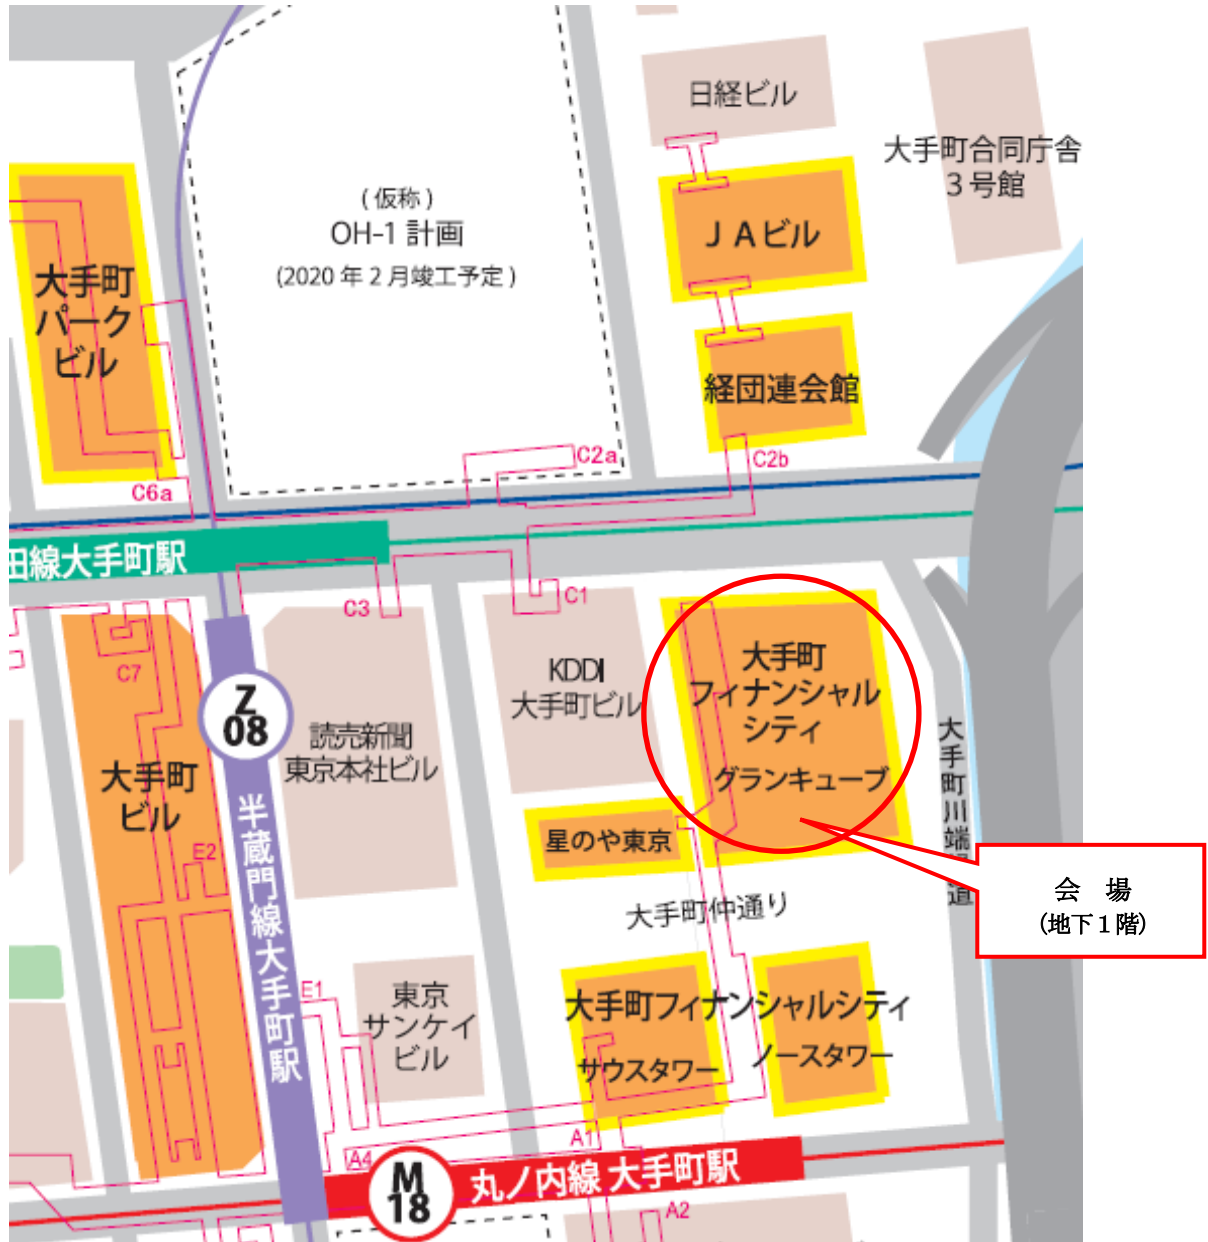 日経ビル
大手町合同庁舎
３号館
(仮称)
OH-1 計画
(2020 年 2 月竣工予定)
ＪＡビル
大手町
パーク
ビル
経団連会館
C2a
C2b
C6a
田線大手町駅
C3
C1
C7
KDDI
大手町ビル
大手町
フィナンシャル
シティ
グランキューブ
Z
08
読売新聞
東京本社ビル
大手町
ビル
E2
半蔵門線大手町駅
星のや東京
大手町川端
道
大手町仲通り
会　場
(地下１階)
E1
東京
サンケイ
ビル
大手町フィナンシャルシティ
サウスタワー
ノースタワー
A1
A4
M
18
丸ノ内線 大手町駅
A2